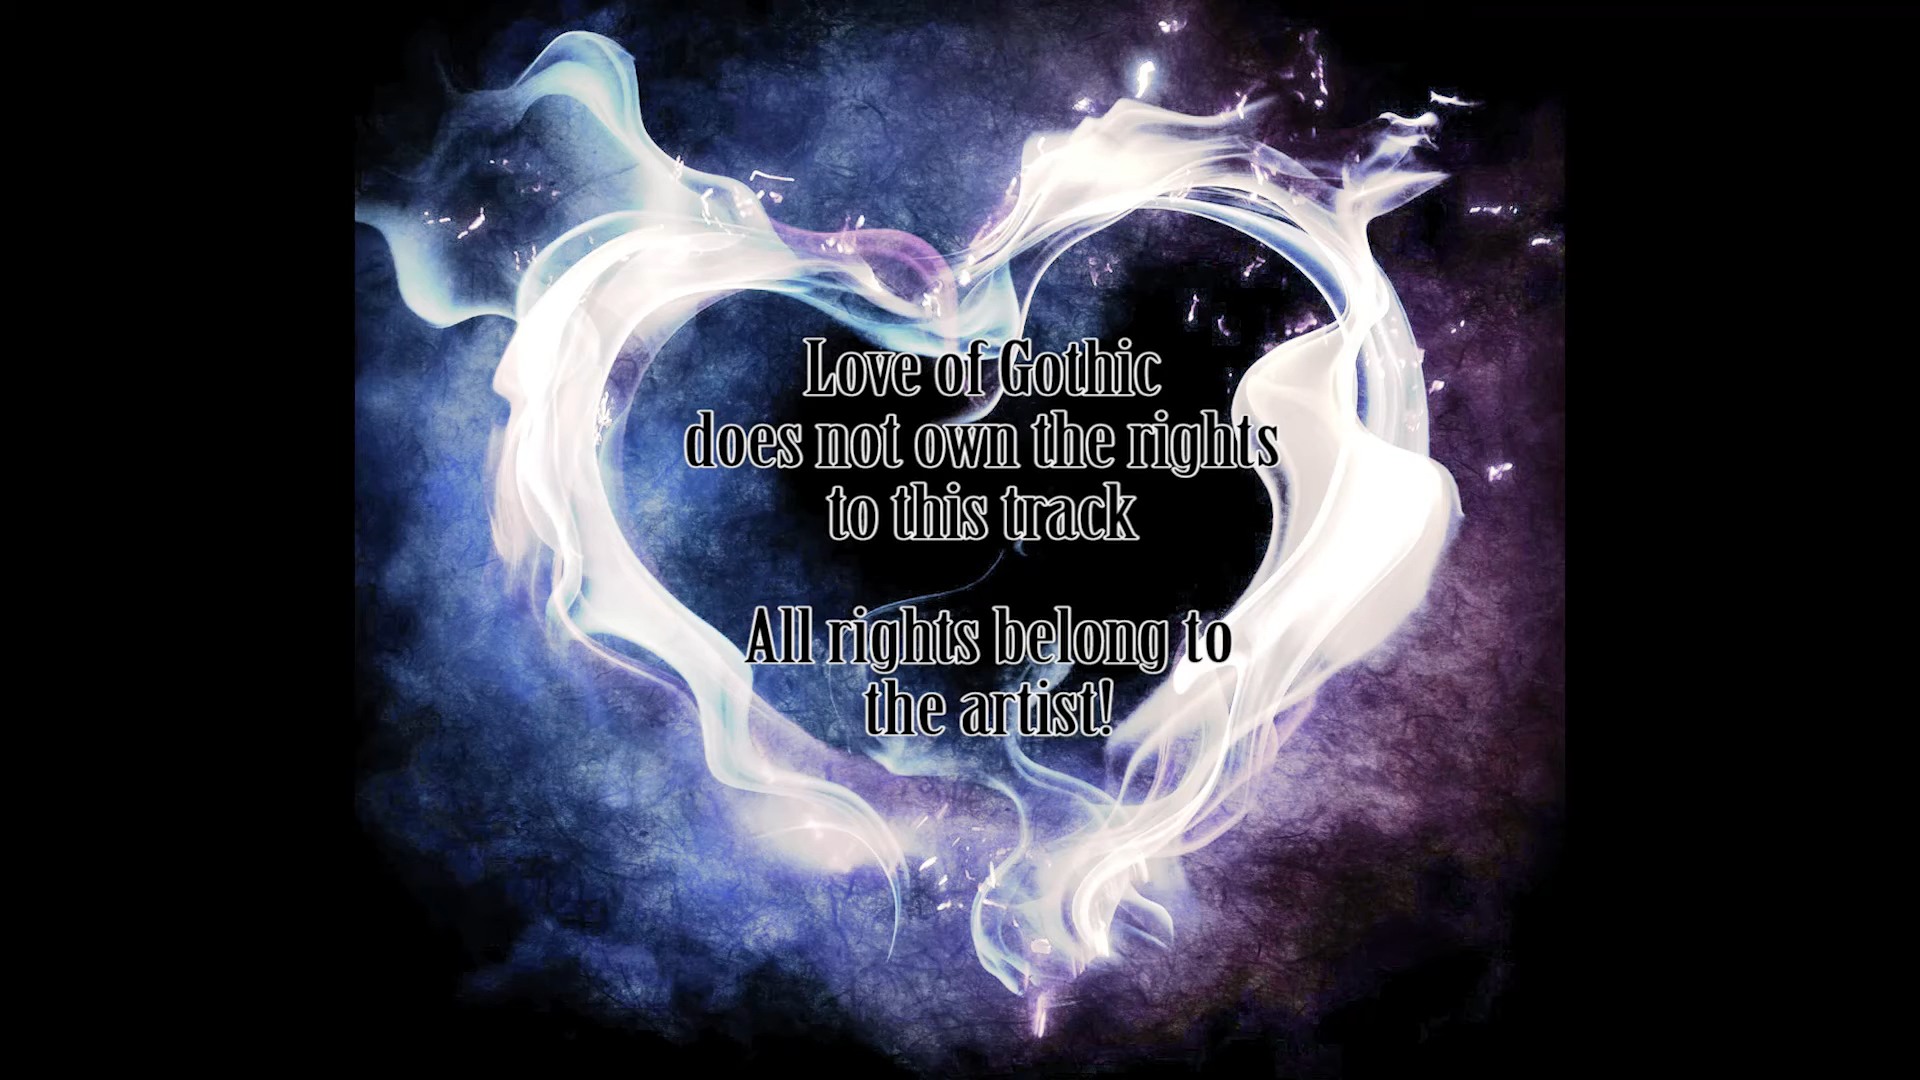 Love of Gothic
does not own the rights
to this track
All rights belong to
the artist!